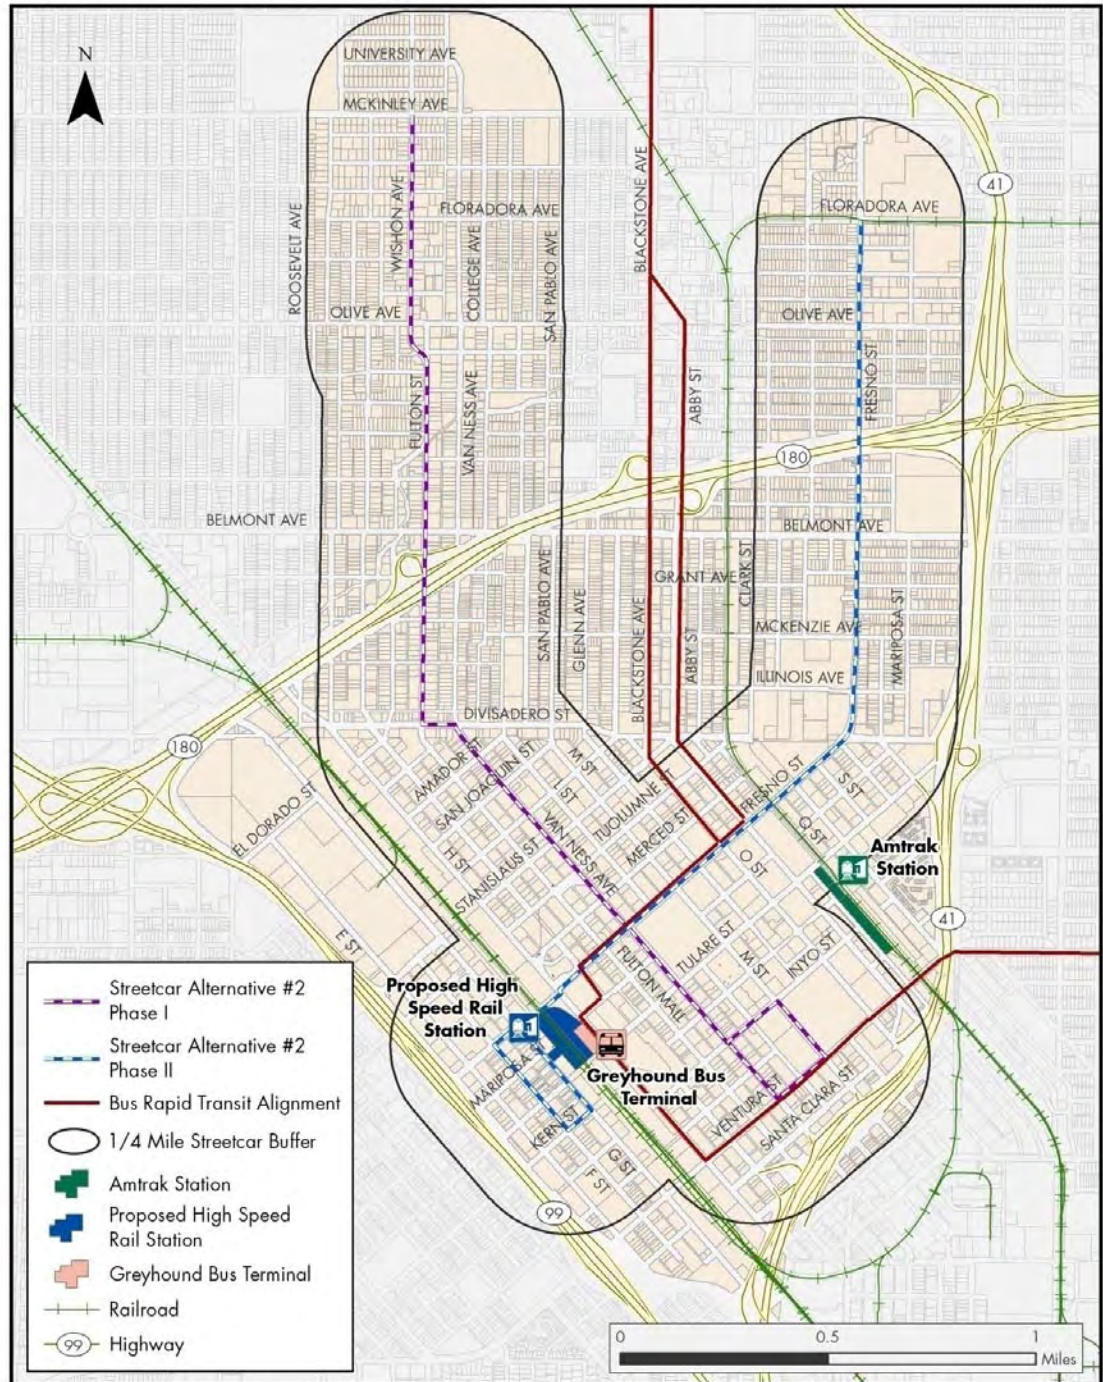 N
UNIVERSITY AVE
MCKINLEY AVE
41
ROOSEVELT AVE
WISHON AVE
FLORADORA AVE
COLLEGE AVE
SAN PABLO AVE
BLACKSTONE AVE
FLORADORA AVE
OLIVE AVE
OLIVE AVE
FULTON ST
VAN NESS AVE
ABBY ST
FRESNO ST
180
BELMONT AVE
BELMONT AVE
SAN PABLO AVE
GLENN AVE
BLACKSTONE AVE
GRANT AVE
CLARK ST
ABBY ST
MCKENZIE AVE
MARIPOSA ST
ILLINOIS AVE
DIVISADERO ST
180
EL DORADO ST
AMADOR ST
SAN JOAQUIN ST
M ST
L ST
TUOLUMNE ST
MERCED ST
FRESNO ST
S ST
Q ST
H ST
STANISLAUS ST
VAN NESS AVE
O ST
Amtrak
Station
41
E ST
FULTON MALL
TULARE ST
M ST
INYO ST
Proposed High
Speed Rail
Station
MARIPOSA ST
Greyhound Bus
Terminal
KERN ST
VENTURA ST
SANTA CLARA ST
G ST
F ST
99
Streetcar Alternative #2
Phase I
Streetcar Alternative #2
Phase II
Bus Rapid Transit Alignment
1/4 Mile Streetcar Buffer
Amtrak Station
Proposed High Speed
Rail Station
Greyhound Bus Terminal
Railroad
99 Highway
0 0.5 1
Miles